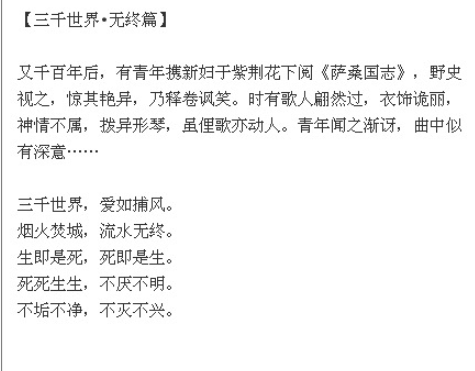 【三千世界•无终篇】
又千百年后，有青年携新妇于紫荆花下阅《萨桑国志》，野史
视之，惊其艳异，乃释卷讽笑。时有歌人翩然过，衣饰诡丽，
神情不属，拨异形琴，虽俚歌亦动人。青年闻之渐讶，曲中似
有深意……
三千世界，爱如捕风。
烟火焚城，流水无终。
生即是死，死即是生。
死死生生，不厌不明。
不垢不净，不灭不兴。